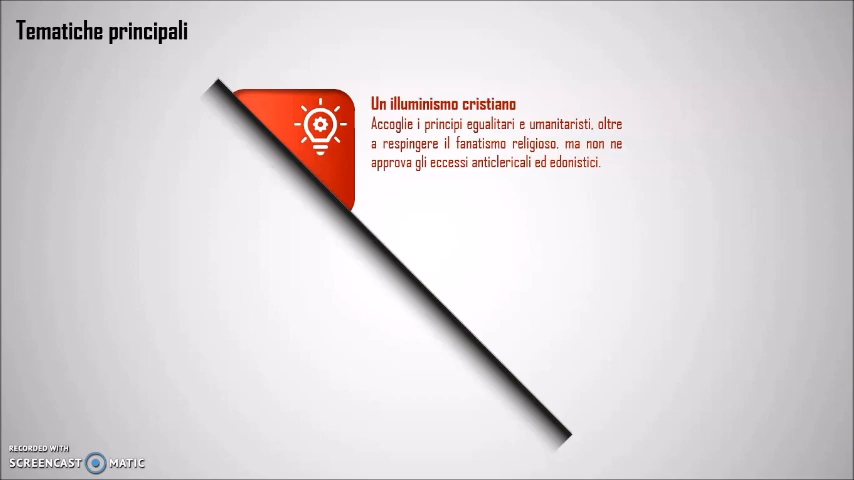 Tematiche principali
Un illuminismo cristiano
Accoglie i principi egualitari e umanitaristi, oltre
a respingere il fanatismo religioso, ma non ne
approva gli eccessi anticlericali ed edonistici.
RECORDED WITH
SCREENCAST MATIC